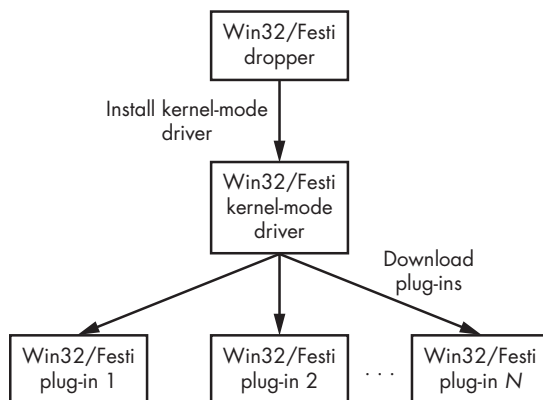 Win32/Festi
dropper
Install kernel-mode
driver
Win32/Festi
kernel-mode
driver
Download
plug-ins
Win32/Festi
plug-in 1
Win32/Festi
plug-in 2
. . .
Win32/Festi
plug-in N